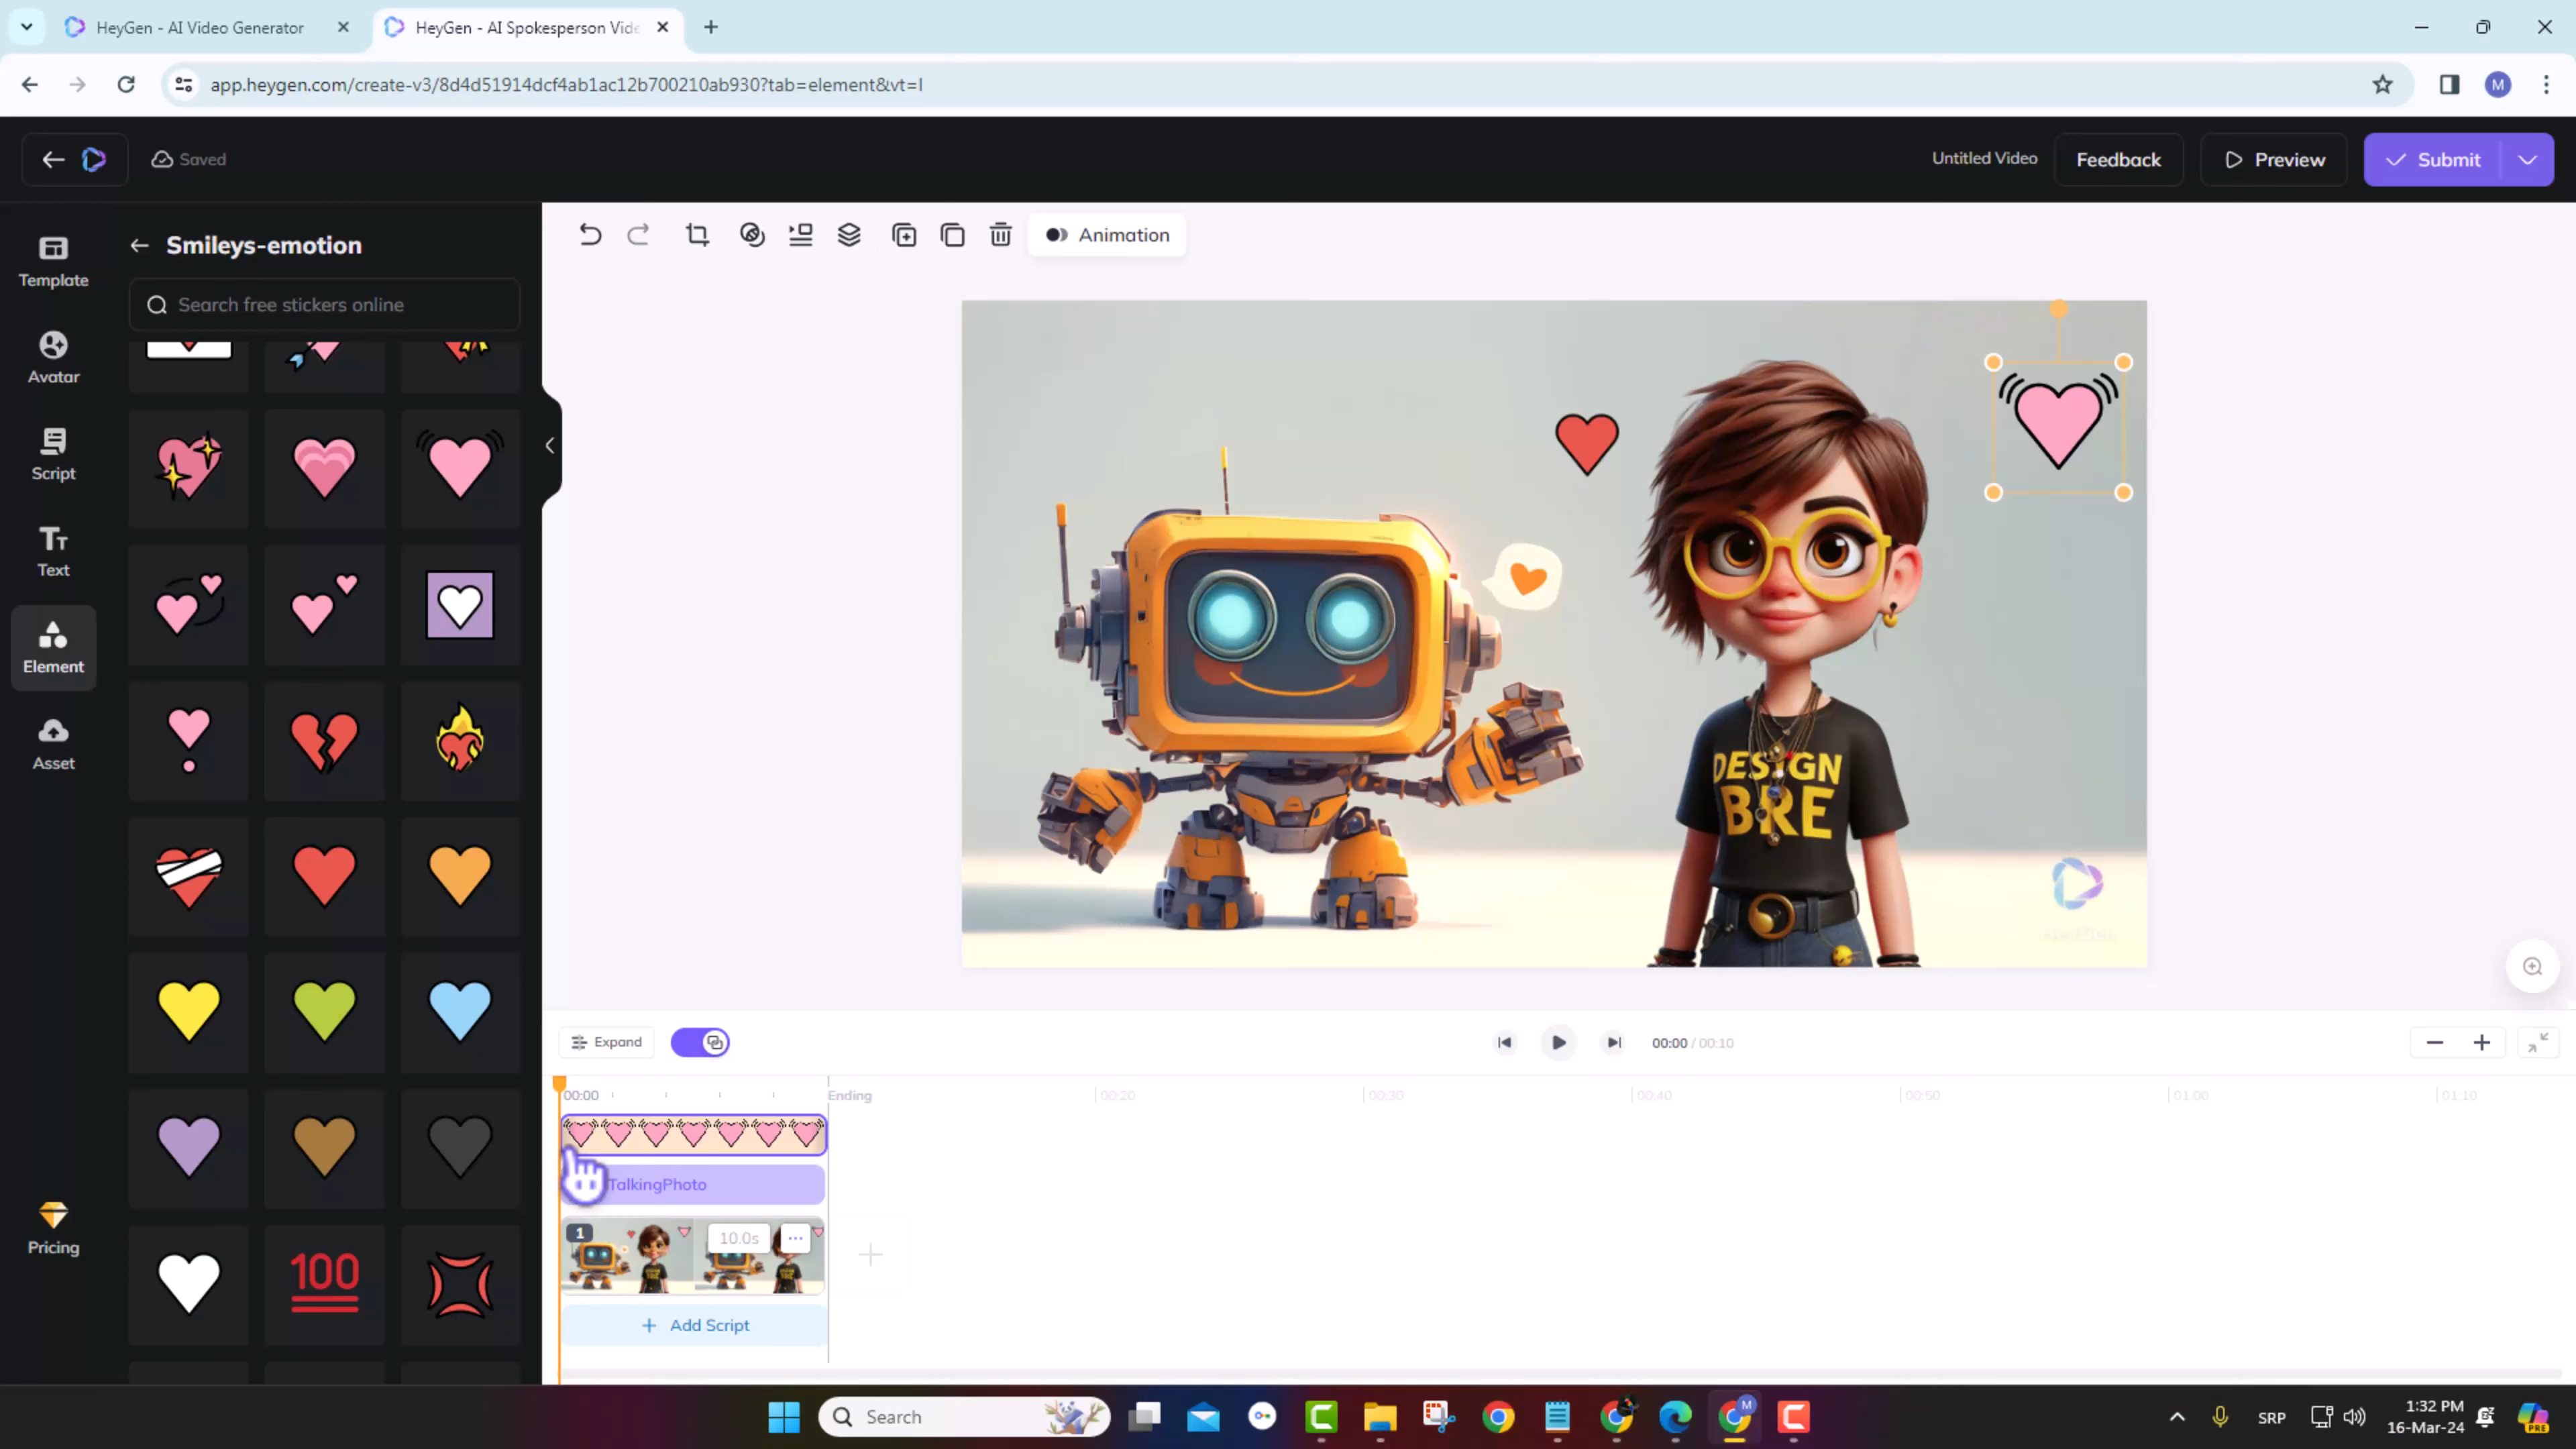 HeyGen - AI Video Generator
HeyGen - AI Spokesperson Vide
app.heygen.com/create-v3/8d4d51914dcf4ab1ac12b700210ab930?tab=element&vt=l
M
Saved
Untitled Video
Feedback
Preview
Submit
Template
Avatar
Script
Text
Element
Asset
Pricing
Smileys-emotion
Search free stickers online
100
Animation
DESIGN
BRE
Expand
00:00 / 00:10
00:00
Ending
00:20
00:30
00:40
00:50
01:00
01:10
TalkingPhoto
1
10.0s
Add Script
Search
M
SRP
1:32 PM
16-Mar-24
PRE